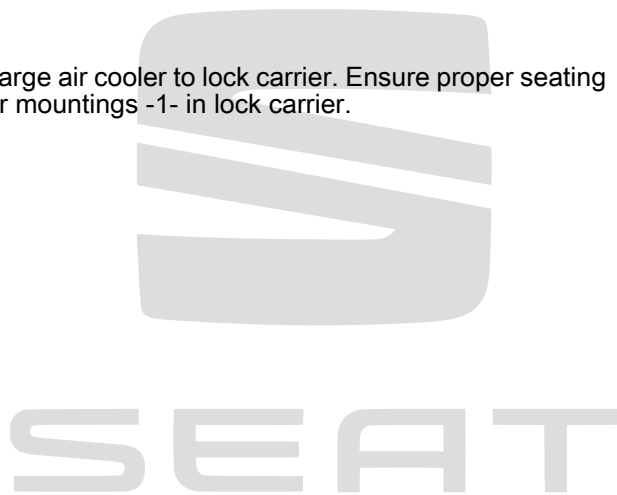 arge air cooler to lock carrier. Ensure proper seating
r mountings -1- in lock carrier.
SEAT